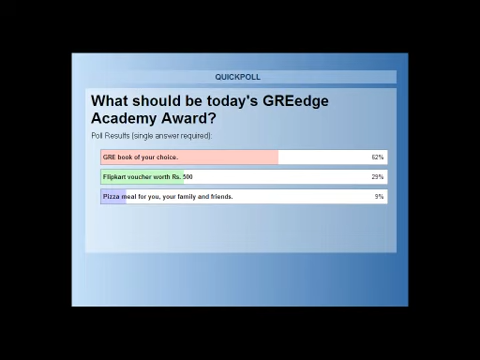 QUICKPOLL
What should be today's GREedge
Academy Award?
Poll Results (single answer required):
GRE book of your choice. 62%
Flipkart voucher worth Rs. 500 29%
Pizza meal for you, your family and friends. 9%